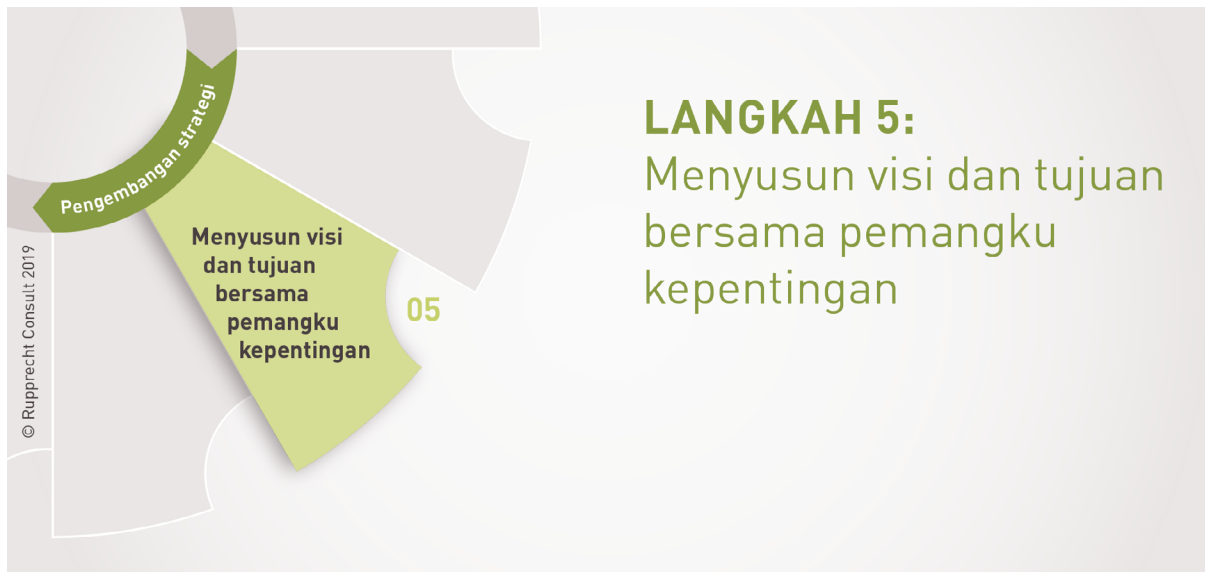 Pengembangan strategi
Menyusun visi
dan tujuan
bersama
pemangku
kepentingan
05
© Rupprecht Consult 2019
LANGKAH 5:
Menyusun visi dan tujuan
bersama pemangku
kepentingan